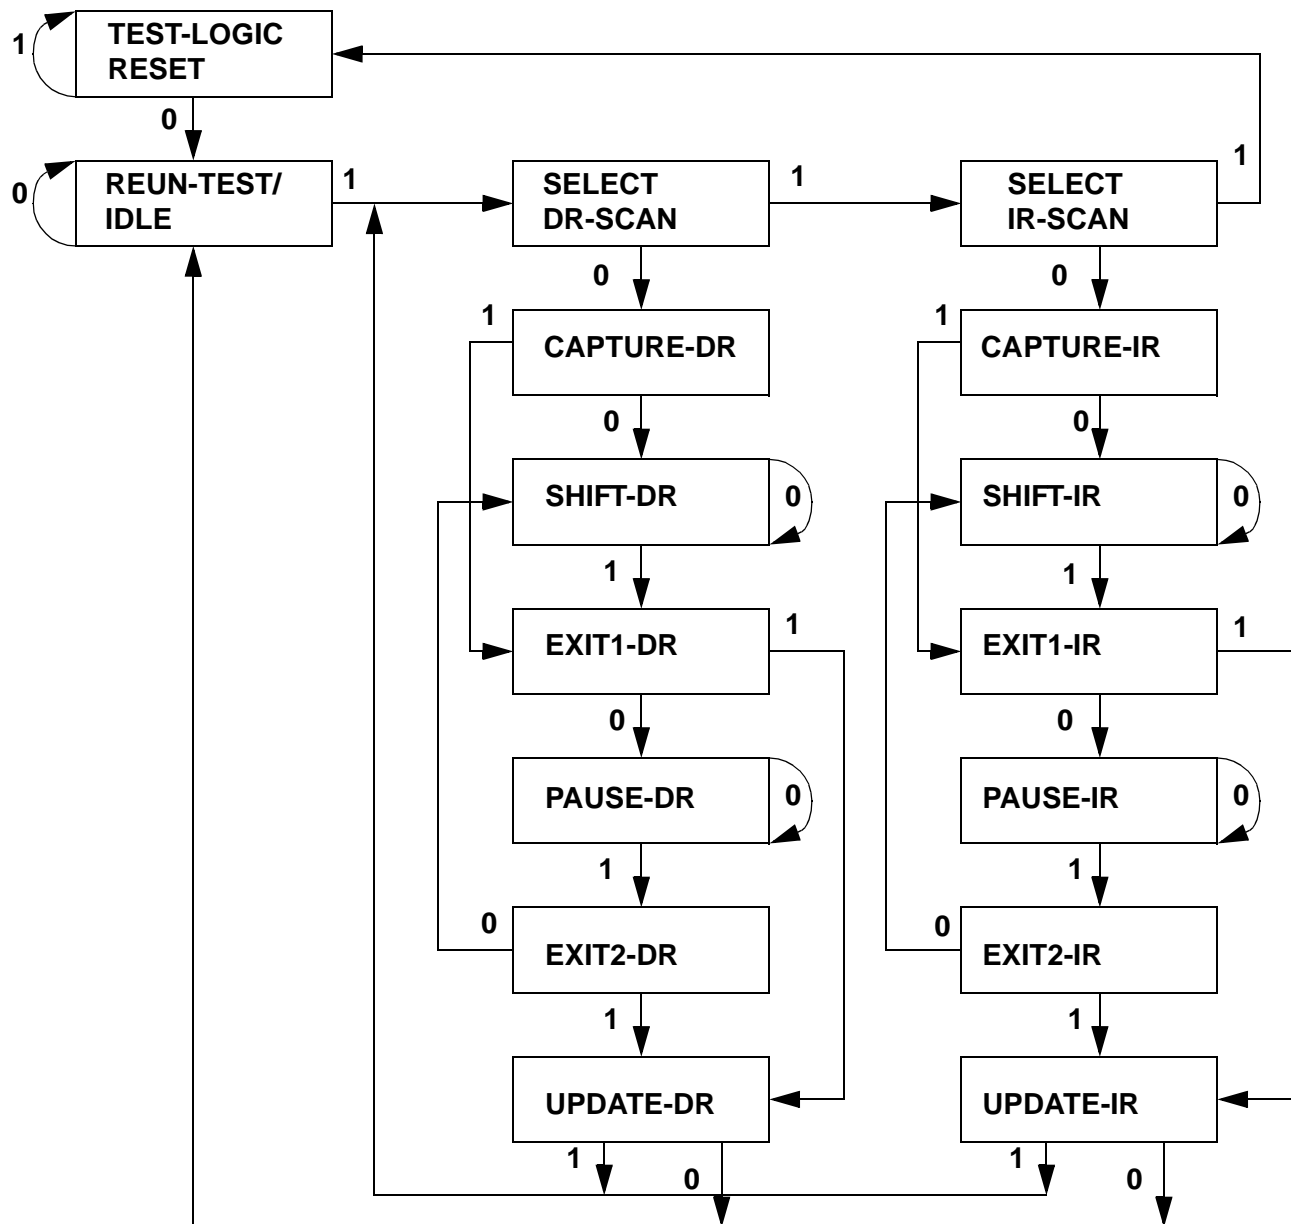 TEST-LOGIC
RESET
1
0
REUN-TEST/
IDLE
0
1
SELECT
DR-SCAN
1
SELECT
IR-SCAN
1
0
0
1
CAPTURE-DR
1
CAPTURE-IR
0
0
SHIFT-DR
0
SHIFT-IR
0
1
1
EXIT1-DR
1
EXIT1-IR
1
0
0
PAUSE-DR
0
PAUSE-IR
0
1
1
0
EXIT2-DR
0
EXIT2-IR
1
1
UPDATE-DR
UPDATE-IR
1
0
1
0